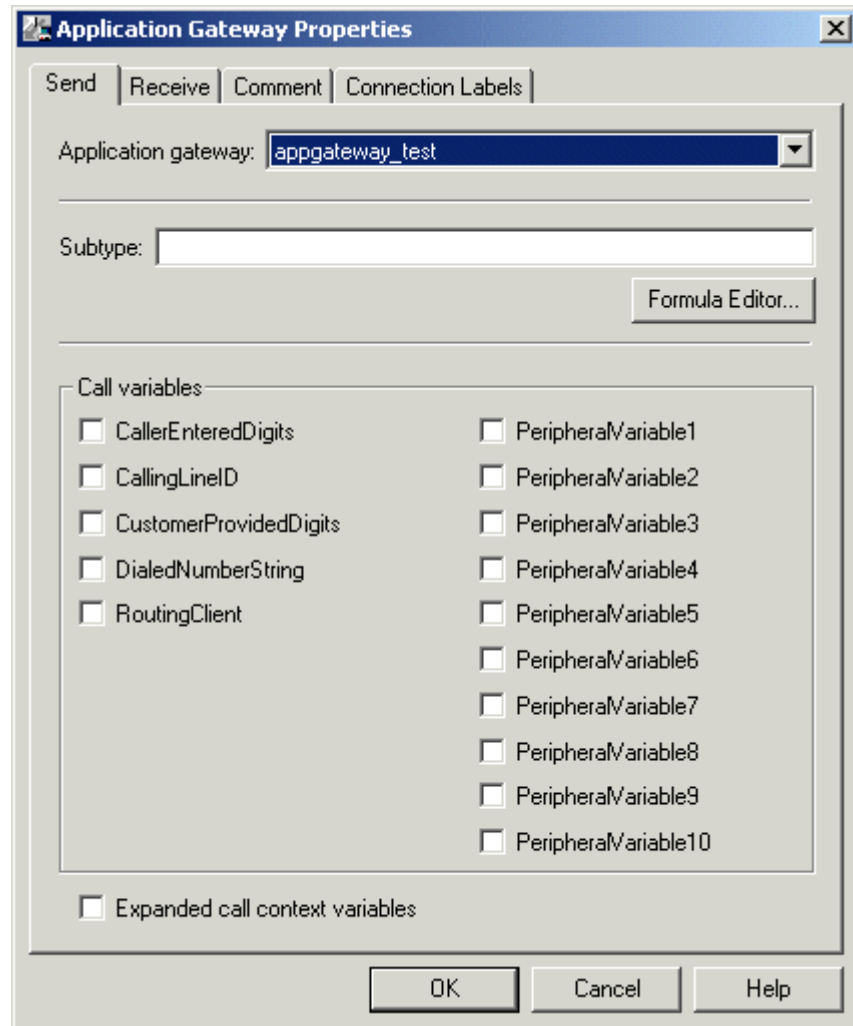 Application Gateway Properties
Send Receive Comment Connection Labels
Application gateway: appgateway_test
Subtype:
Formula Editor...
Call variables
CallerEnteredDigits PeripheralVariable1
CallingLineID PeripheralVariable2
CustomerProvidedDigits PeripheralVariable3
DialedNumberString PeripheralVariable4
RoutingClient PeripheralVariable5
PeripheralVariable6
PeripheralVariable7
PeripheralVariable8
PeripheralVariable9
PeripheralVariable10
Expanded call context variables
OK Cancel Help